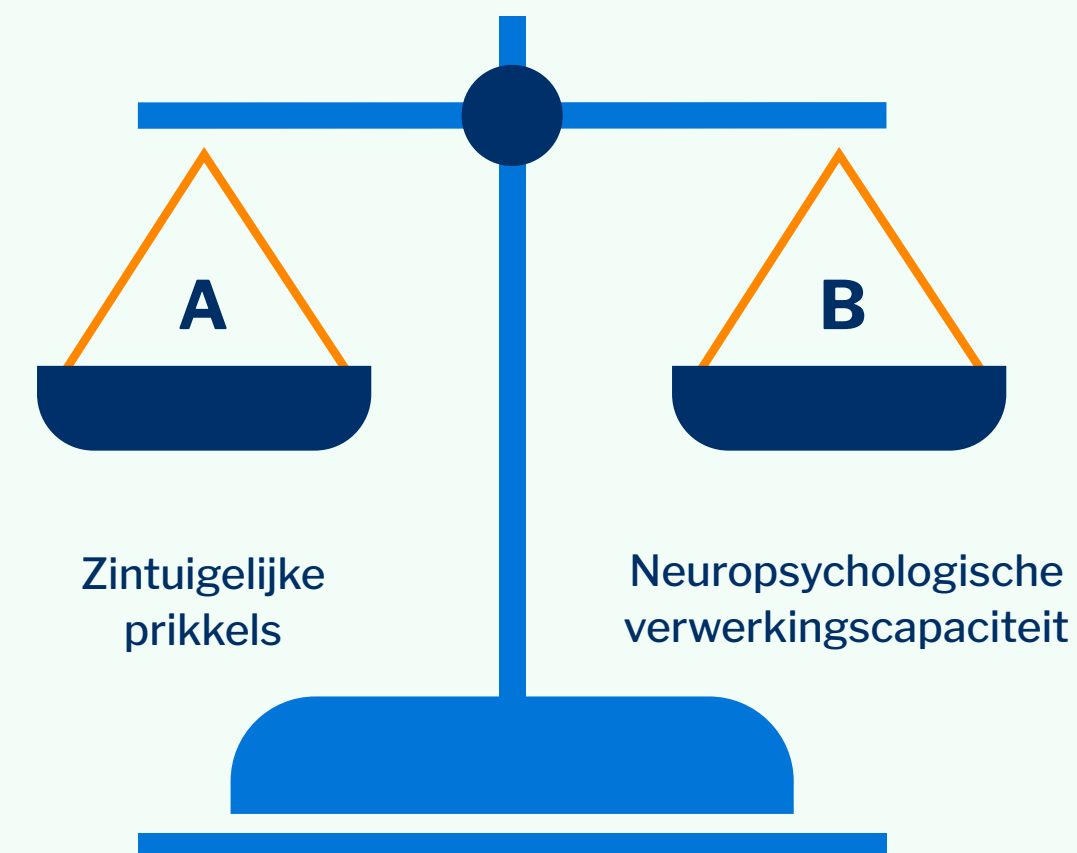 A
B
Zintuigelijke
prikkels
Neuropsychologische
verwerkingscapaciteit